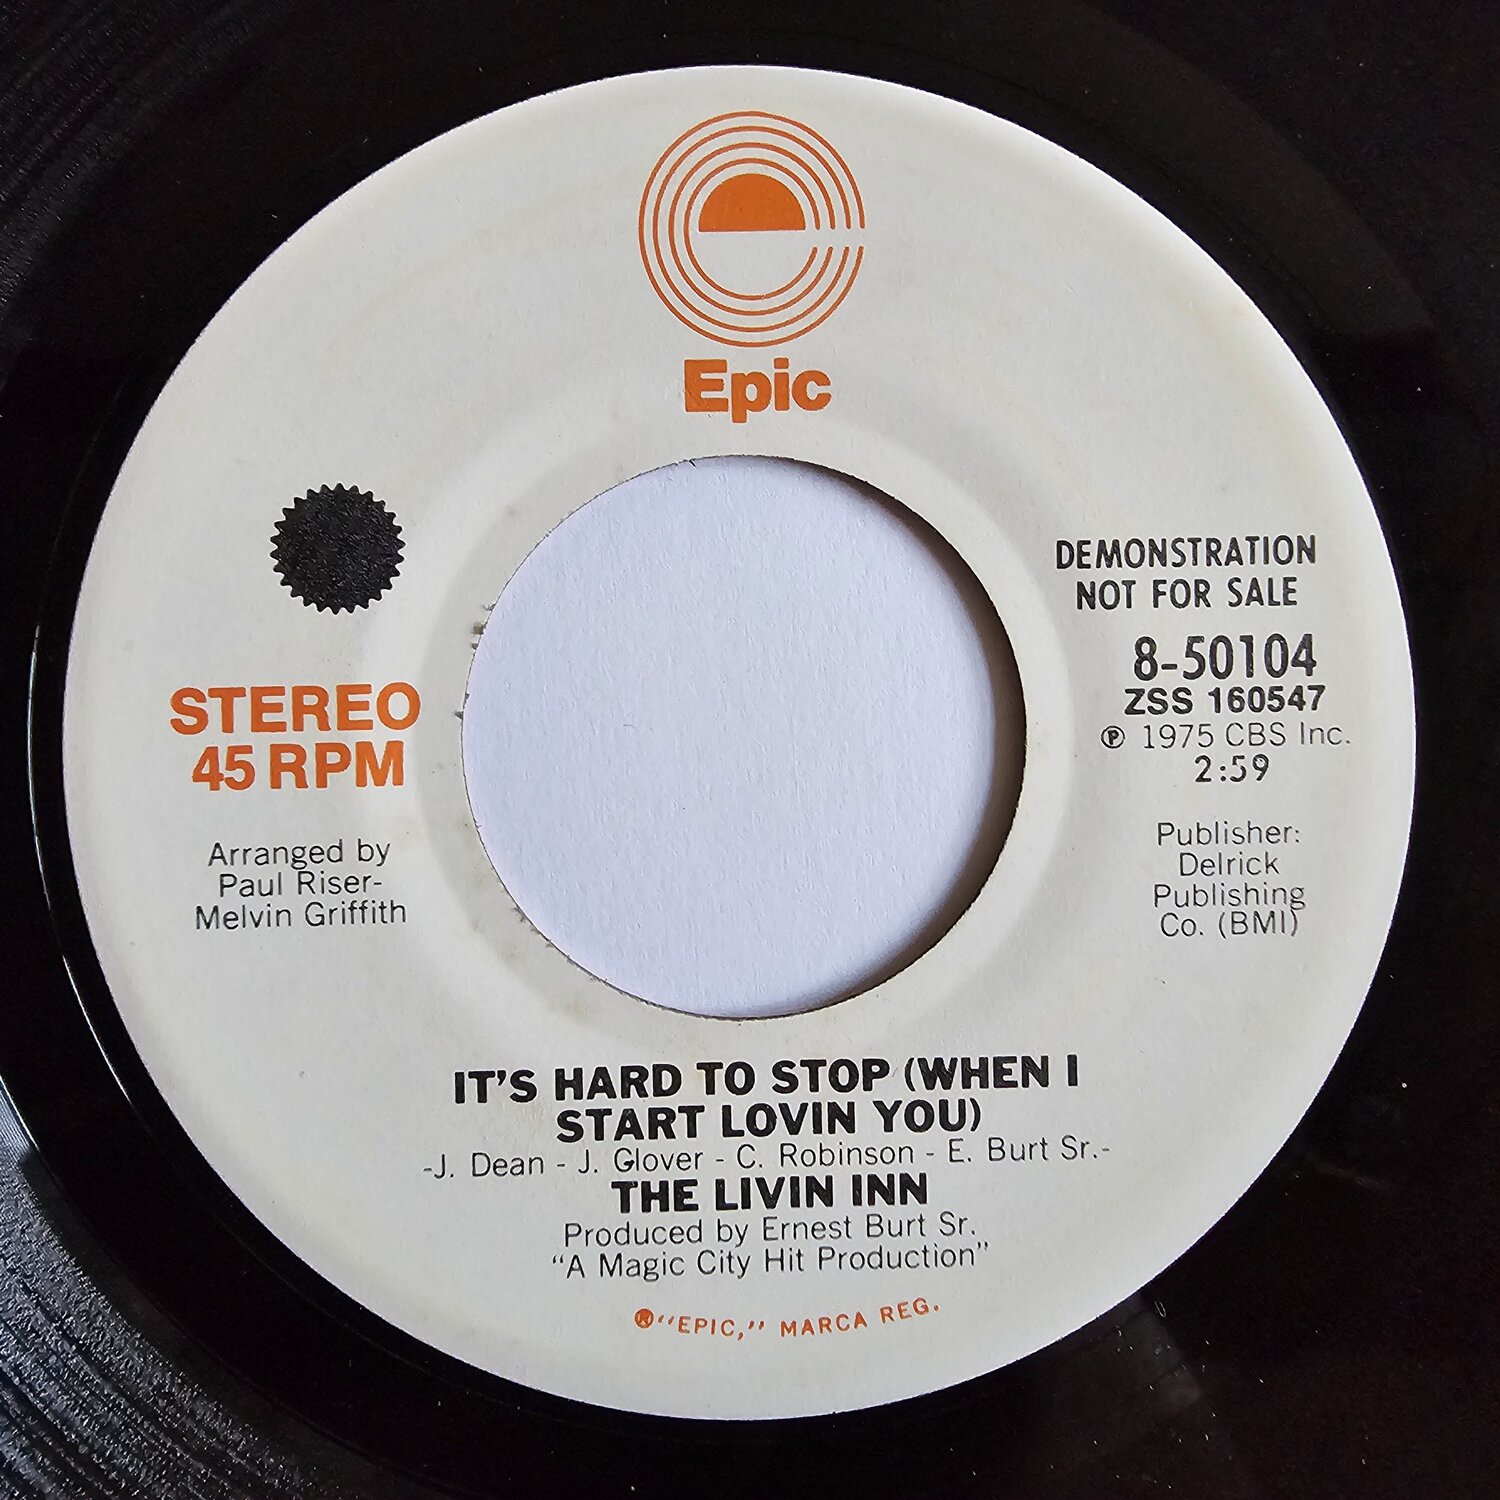 Epic
STEREO
45 RPM
Arranged by
Paul Riser-
Melvin Griffith
DEMONSTRATION
NOT FOR SALE
8-50104
ZSS 160547
℗ 1975 CBS Inc.
2:59
Publisher:
Delrick
Publishing
Co. (BMI)
IT'S HARD TO STOP (WHEN I
START LOVIN YOU)
-J. Dean - J. Glover - C. Robinson - E. Burt Sr.-
THE LIVIN INN
Produced by Ernest Burt Sr.
"A Magic City Hit Production"
®"EPIC," MARCA REG.